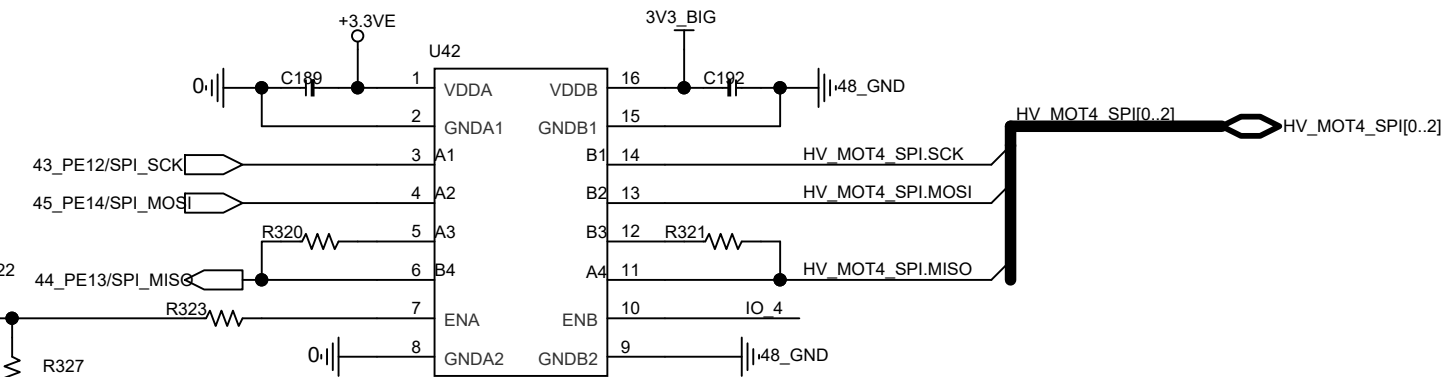 +3.3VE
3V3_BIG
U42
C189
1
VDDA
VDDB
16
C192
0
48_GND
2
GNDA1
GNDB1
15
HV_MOT4_SPI[0..2]
HV_MOT4_SPI[0..2]
43_PE12/SPI_SCK
3
A1
B1
14
HV_MOT4_SPI.SCK
45_PE14/SPI_MOSI
4
A2
B2
13
HV_MOT4_SPI.MOSI
R320
5
A3
B3
12
R321
22
44_PE13/SPI_MISO
6
B4
A4
11
HV_MOT4_SPI.MISO
R323
7
ENA
ENB
10
IO_4
0
8
GNDA2
GNDB2
9
48_GND
R327